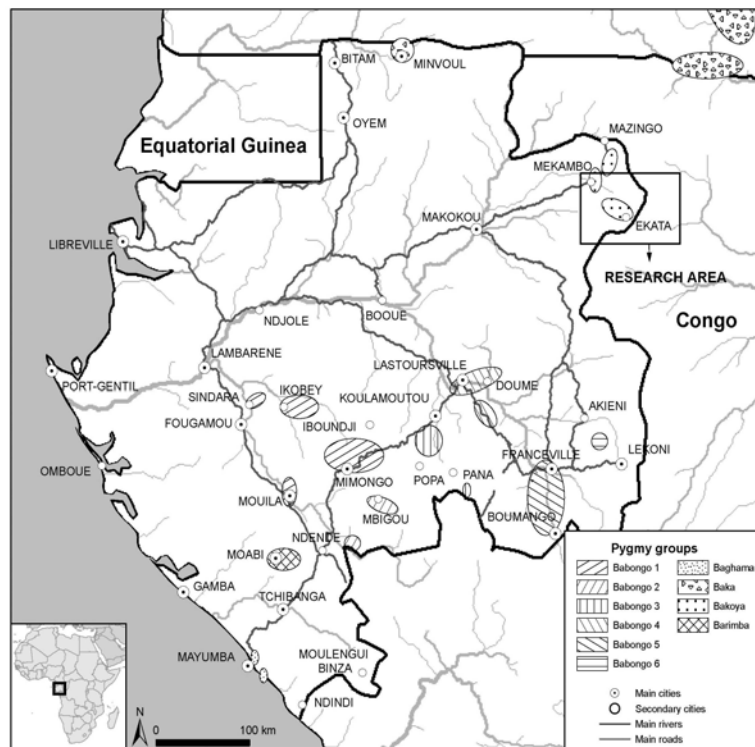 BITAM
MINVOUL
OYEM
Equatorial Guinea
MAZINGO
MEKAMBO
MAKOKOU
EKATA
LIBREVILLE
RESEARCH AREA
Congo
NDJOLE
BOOUE
LAMBARENE
LASTOURSVILLE
PORT-GENTIL
SINDARA
IKOBEY
KOULAMOUTOU
DOUME
AKIENI
FOUGAMOU
IBOUNDJI
FRANCEVILLE
LEKONI
OMBOUE
MIMONGO
POPA
PANA
MOUILA
MBIGOU
BOUMANGO
NDENDE
MOABI
GAMBA
TCHIBANGA
MAYUMBA
MOULENGUI
BINZA
NDINDI
Pygmy groups
Babongo 1
Babongo 2
Babongo 3
Babongo 4
Babongo 5
Babongo 6
Baghama
Baka
Bakoya
Barimba
Main cities
Secondary cities
Main rivers
Main roads
N
0
100 km